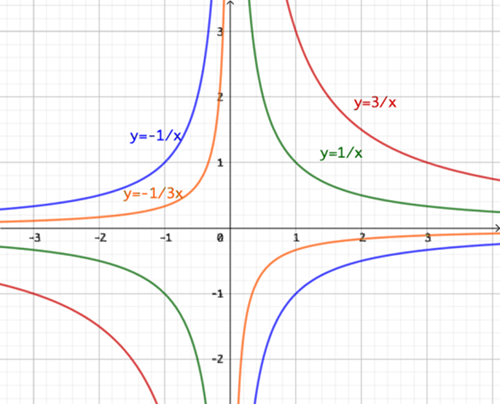 3
2
y=3/x
y=-1/x
y=1/x
1
y=-1/3x
-3 -2 -1 0 1 2 3
-1
-2